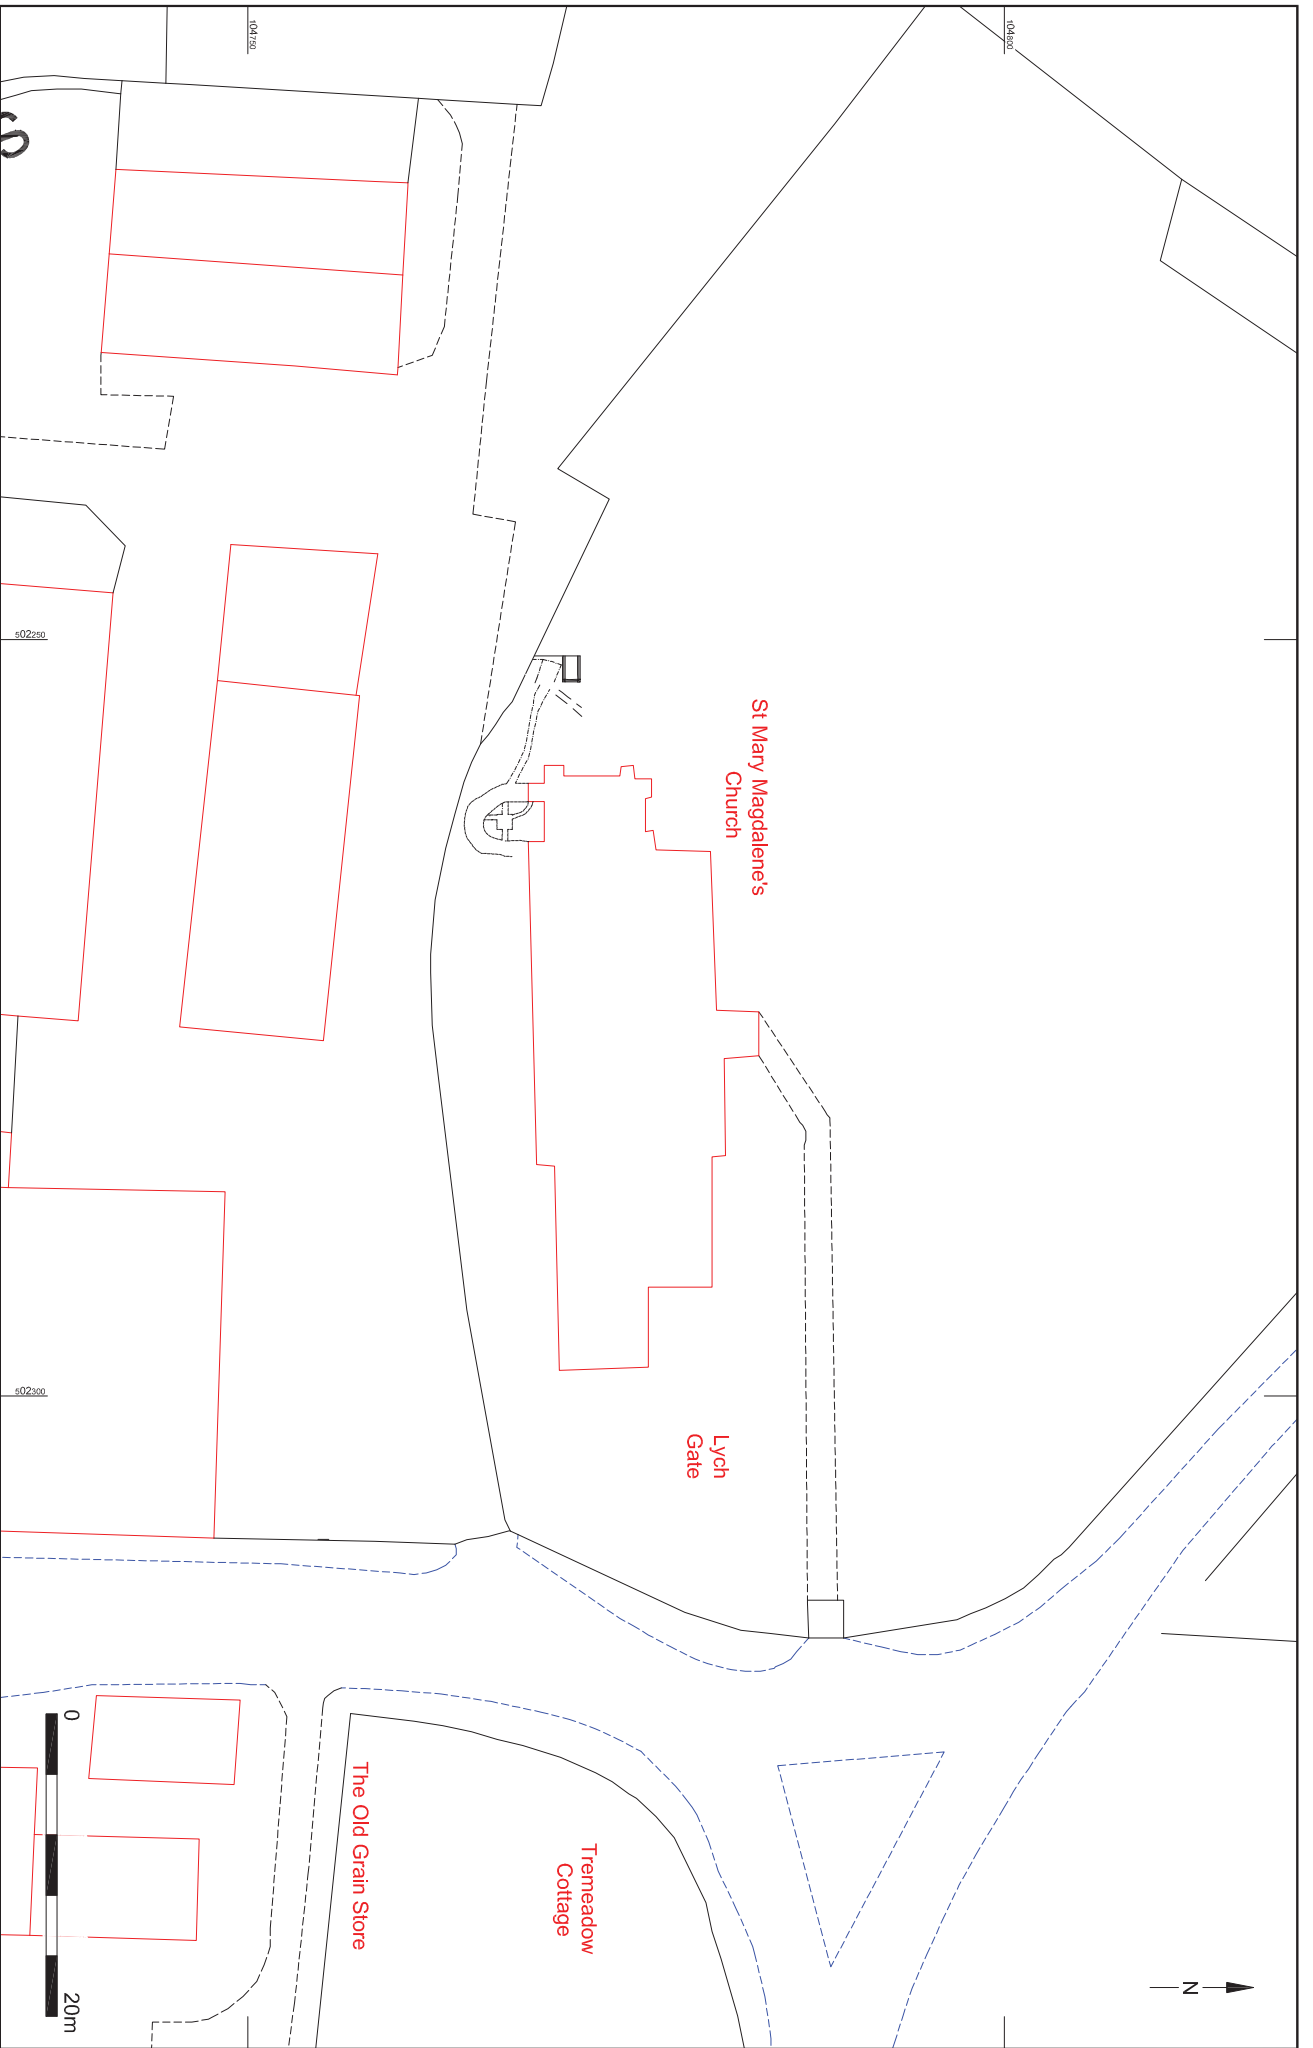 104750
104800
S
502250
502300
St Mary Magdalene's
Church
Lych
Gate
The Old Grain Store
Tremeadow
Cottage
0
20m
N